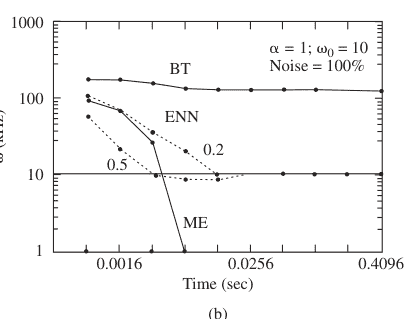 1000
α = 1; ω₀ = 10
Noise = 100%
BT
100
ENN
0.2
0.5
10
ME
1
0.0016 0.0256 0.4096
Time (sec)
(b)